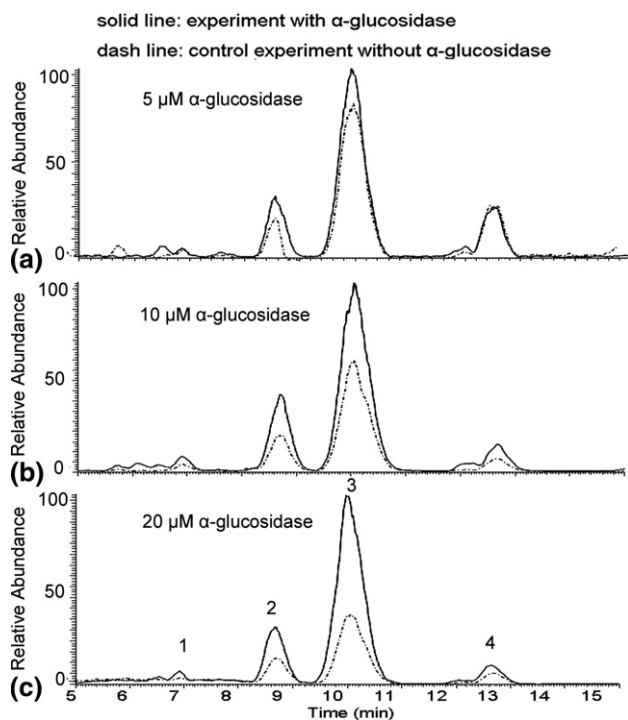 solid line: experiment with α-glucosidase
dash line: control experiment without α-glucosidase
100
5 µM α-glucosidase
50
Relative Abundance
0
(a)
100
10 µM α-glucosidase
50
Relative Abundance
0
(b)
3
100
20 µM α-glucosidase
50
Relative Abundance
1
2
4
0
(c)
5 6 7 8 9 10 11 12 13 14 15
Time (min)